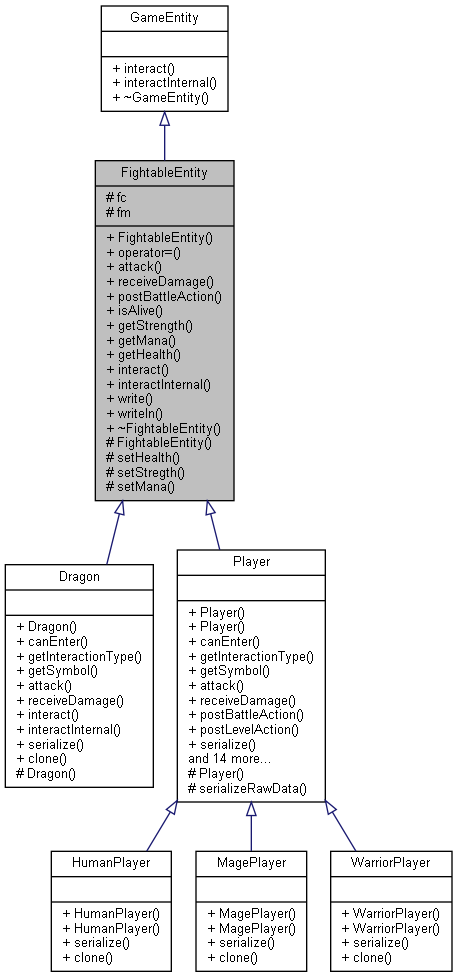 GameEntity
+ interact()
+ interactInternal()
+ ~GameEntity()
FightableEntity
# fc
# fm
+ FightableEntity()
+ operator=()
+ attack()
+ receiveDamage()
+ postBattleAction()
+ isAlive()
+ getStrength()
+ getMana()
+ getHealth()
+ interact()
+ interactInternal()
+ write()
+ writeln()
+ ~FightableEntity()
# FightableEntity()
# setHealth()
# setStregth()
# setMana()
Dragon
+ Dragon()
+ canEnter()
+ getInteractionType()
+ getSymbol()
+ attack()
+ receiveDamage()
+ interact()
+ interactInternal()
+ serialize()
+ clone()
# Dragon()
Player
+ Player()
+ Player()
+ canEnter()
+ getInteractionType()
+ getSymbol()
+ attack()
+ receiveDamage()
+ postBattleAction()
+ postLevelAction()
+ serialize()
and 14 more...
# Player()
# serializeRawData()
HumanPlayer
+ HumanPlayer()
+ HumanPlayer()
+ serialize()
+ clone()
MagePlayer
+ MagePlayer()
+ MagePlayer()
+ serialize()
+ clone()
WarriorPlayer
+ WarriorPlayer()
+ WarriorPlayer()
+ serialize()
+ clone()